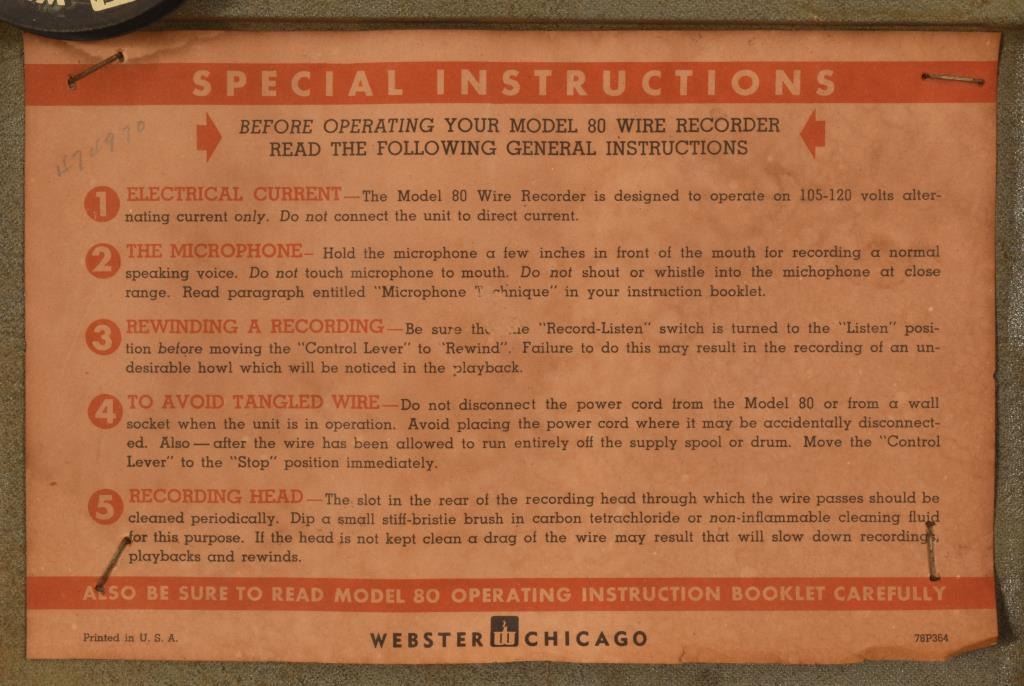 SPECIAL INSTRUCTIONS
BEFORE OPERATING YOUR MODEL 80 WIRE RECORDER
READ THE FOLLOWING GENERAL INSTRUCTIONS
474970
1 ELECTRICAL CURRENT—The Model 80 Wire Recorder is designed to operate on 105-120 volts alter-
nating current only. Do not connect the unit to direct current.
2 THE MICROPHONE— Hold the microphone a few inches in front of the mouth for recording a normal
speaking voice. Do not touch microphone to mouth. Do not shout or whistle into the michophone at close
range. Read paragraph entitled "Microphone Technique" in your instruction booklet.
3 REWINDING A RECORDING—Be sure the "Record-Listen" switch is turned to the "Listen" posi-
tion before moving the "Control Lever" to "Rewind". Failure to do this may result in the recording of an un-
desirable howl which will be noticed in the playback.
4 TO AVOID TANGLED WIRE—Do not disconnect the power cord from the Model 80 or from a wall
socket when the unit is in operation. Avoid placing the power cord where it may be accidentally disconnect-
ed. Also—after the wire has been allowed to run entirely off the supply spool or drum. Move the "Control
Lever" to the "Stop" position immediately.
5 RECORDING HEAD—The slot in the rear of the recording head through which the wire passes should be
cleaned periodically. Dip a small stiff-bristie brush in carbon tetrachloride or non-inflammable cleaning fluid
for this purpose. If the head is not kept clean a drag of the wire may result that will slow down recordings,
playbacks and rewinds.
ALSO BE SURE TO READ MODEL 80 OPERATING INSTRUCTION BOOKLET CAREFULLY
Printed in U. S. A.
WEBSTER CHICAGO
78P364